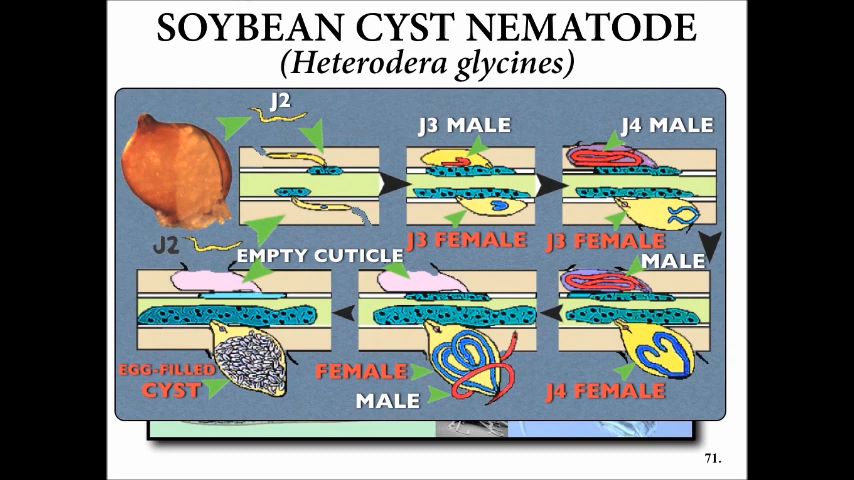 SOYBEAN CYST NEMATODE
(Heterodera glycines)
J2
J3 MALE
J4 MALE
J2
J3 FEMALE
J3 FEMALE
EMPTY CUTICLE
MALE
EGG-FILLED
CYST
FEMALE
MALE
J4 FEMALE
71.